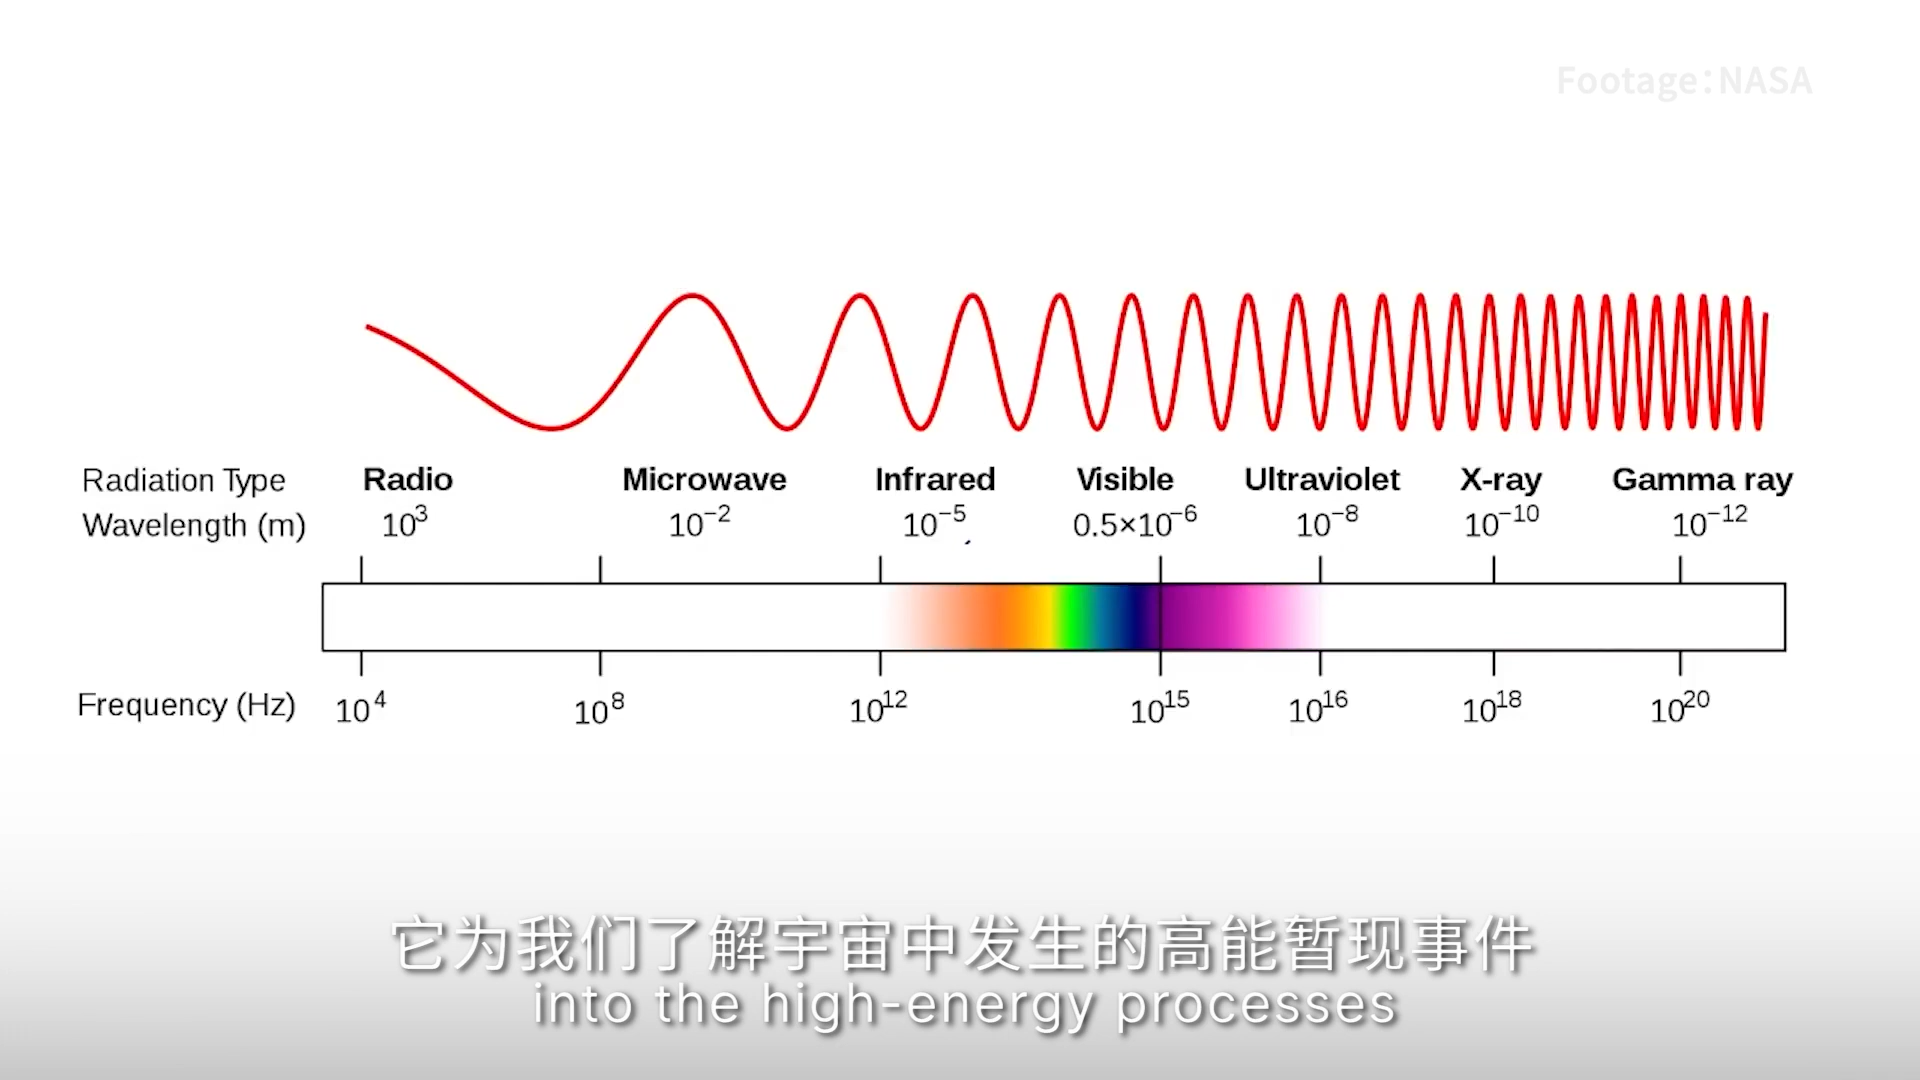 Footage:NASA
Radiation Type Radio Microwave Infrared Visible Ultraviolet X-ray Gamma ray
Wavelength (m) 10³ 10⁻² 10⁻⁵ 0.5×10⁻⁶ 10⁻⁸ 10⁻¹⁰ 10⁻¹²
Frequency (Hz) 10⁴ 10⁸ 10¹² 10¹⁵ 10¹⁶ 10¹⁸ 10²⁰
它为我们了解宇宙中发生的高能暂现事件
into the high-energy processes